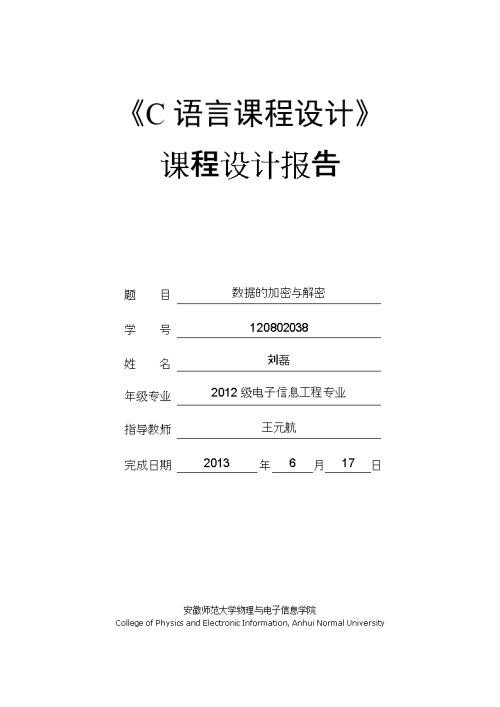 《C 语言课程设计》
课程设计报告
题 目 数据的加密与解密
学 号 120802038
姓 名 刘磊
年级专业 2012 级电子信息工程专业
指导教师 王元航
完成日期 2013 年 6 月 17 日
安徽师范大学物理与电子信息学院
College of Physics and Electronic Information, Anhui Normal University